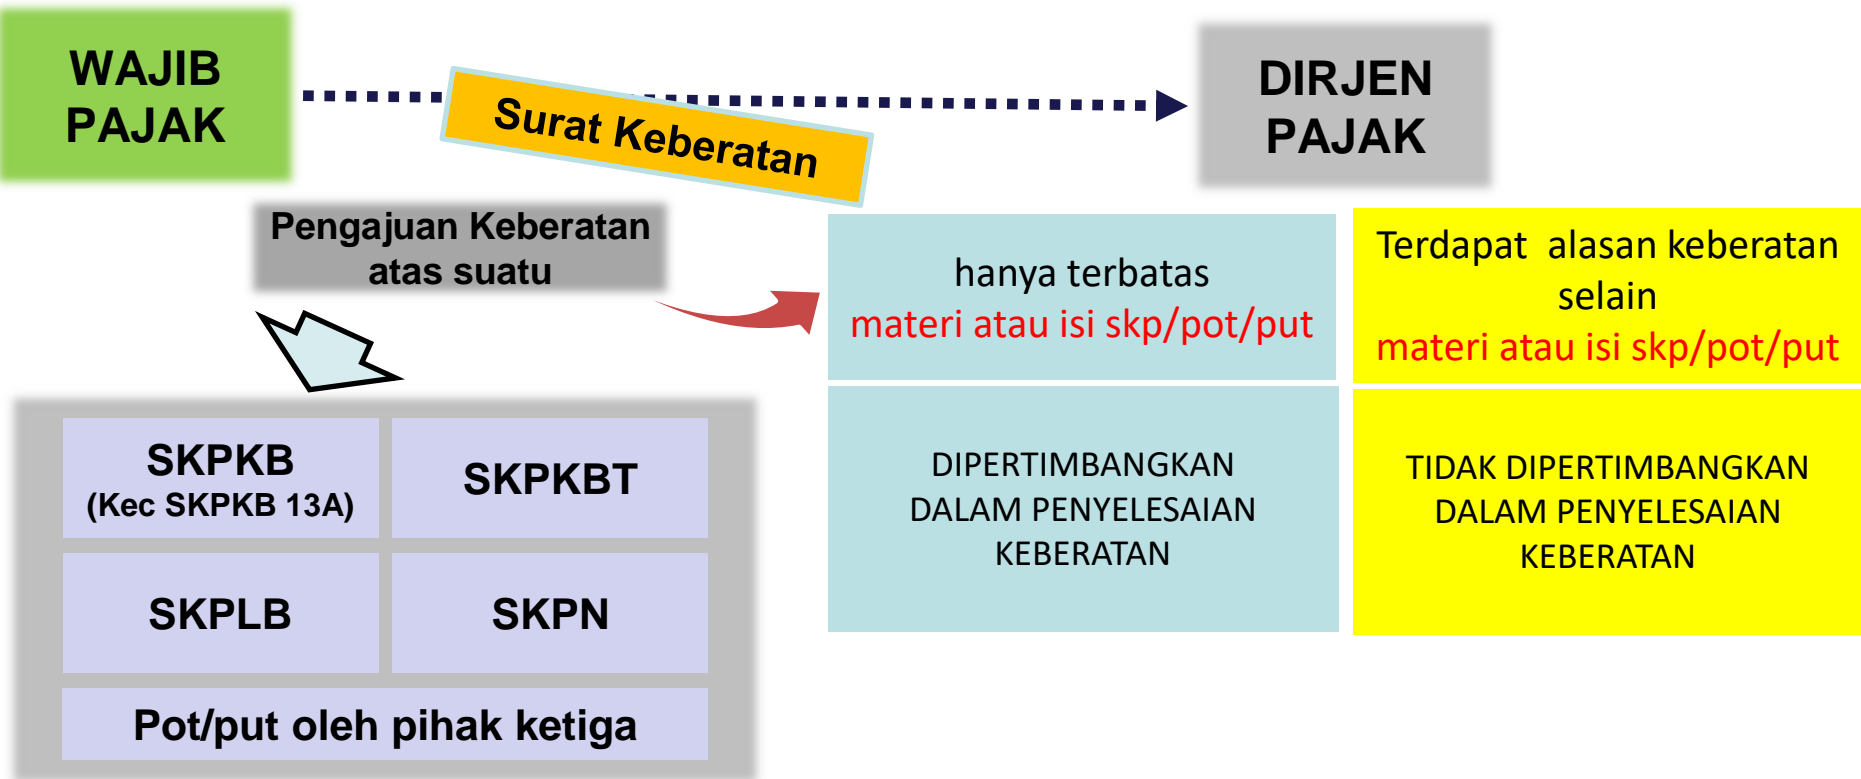 WAJIB
PAJAK
Surat Keberatan
DIRJEN
PAJAK
Pengajuan Keberatan
atas suatu
hanya terbatas
materi atau isi skp/pot/put
Terdapat  alasan keberatan
selain
materi atau isi skp/pot/put
DIPERTIMBANGKAN
DALAM PENYELESAIAN
KEBERATAN
TIDAK DIPERTIMBANGKAN
DALAM PENYELESAIAN
KEBERATAN
SKPKB
(Kec SKPKB 13A)
SKPKBT
SKPLB
SKPN
Pot/put oleh pihak ketiga